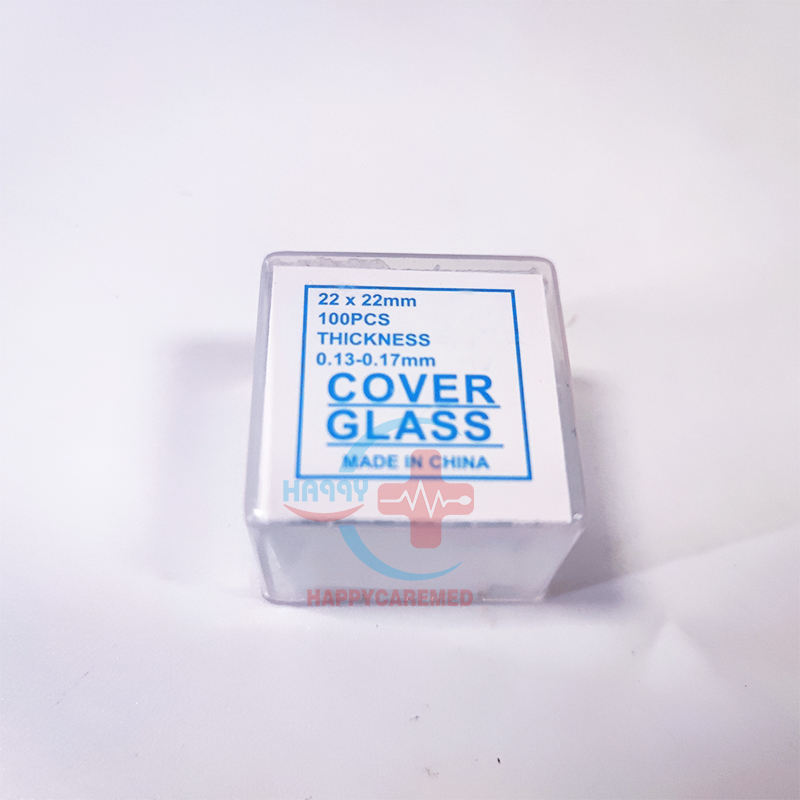 22 x 22mm
100PCS
THICKNESS
0.13-0.17mm
COVER
GLASS
MADE IN CHINA
HAPPY
HAPPYCAREMED